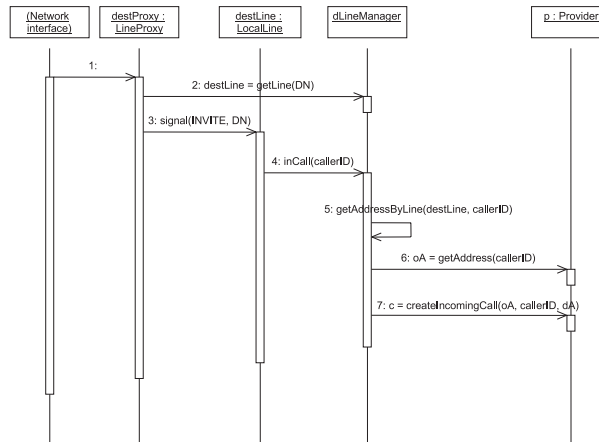 (Network
interface)
destProxy :
LineProxy
destLine :
LocalLine
dLineManager
p : Provider
1:
2: destLine = getLine(DN)
3: signal(INVITE, DN)
4: inCall(callerID)
5: getAddressByLine(destLine, callerID)
6: oA = getAddress(callerID)
7: c = createIncomingCall(oA, callerID, dA)